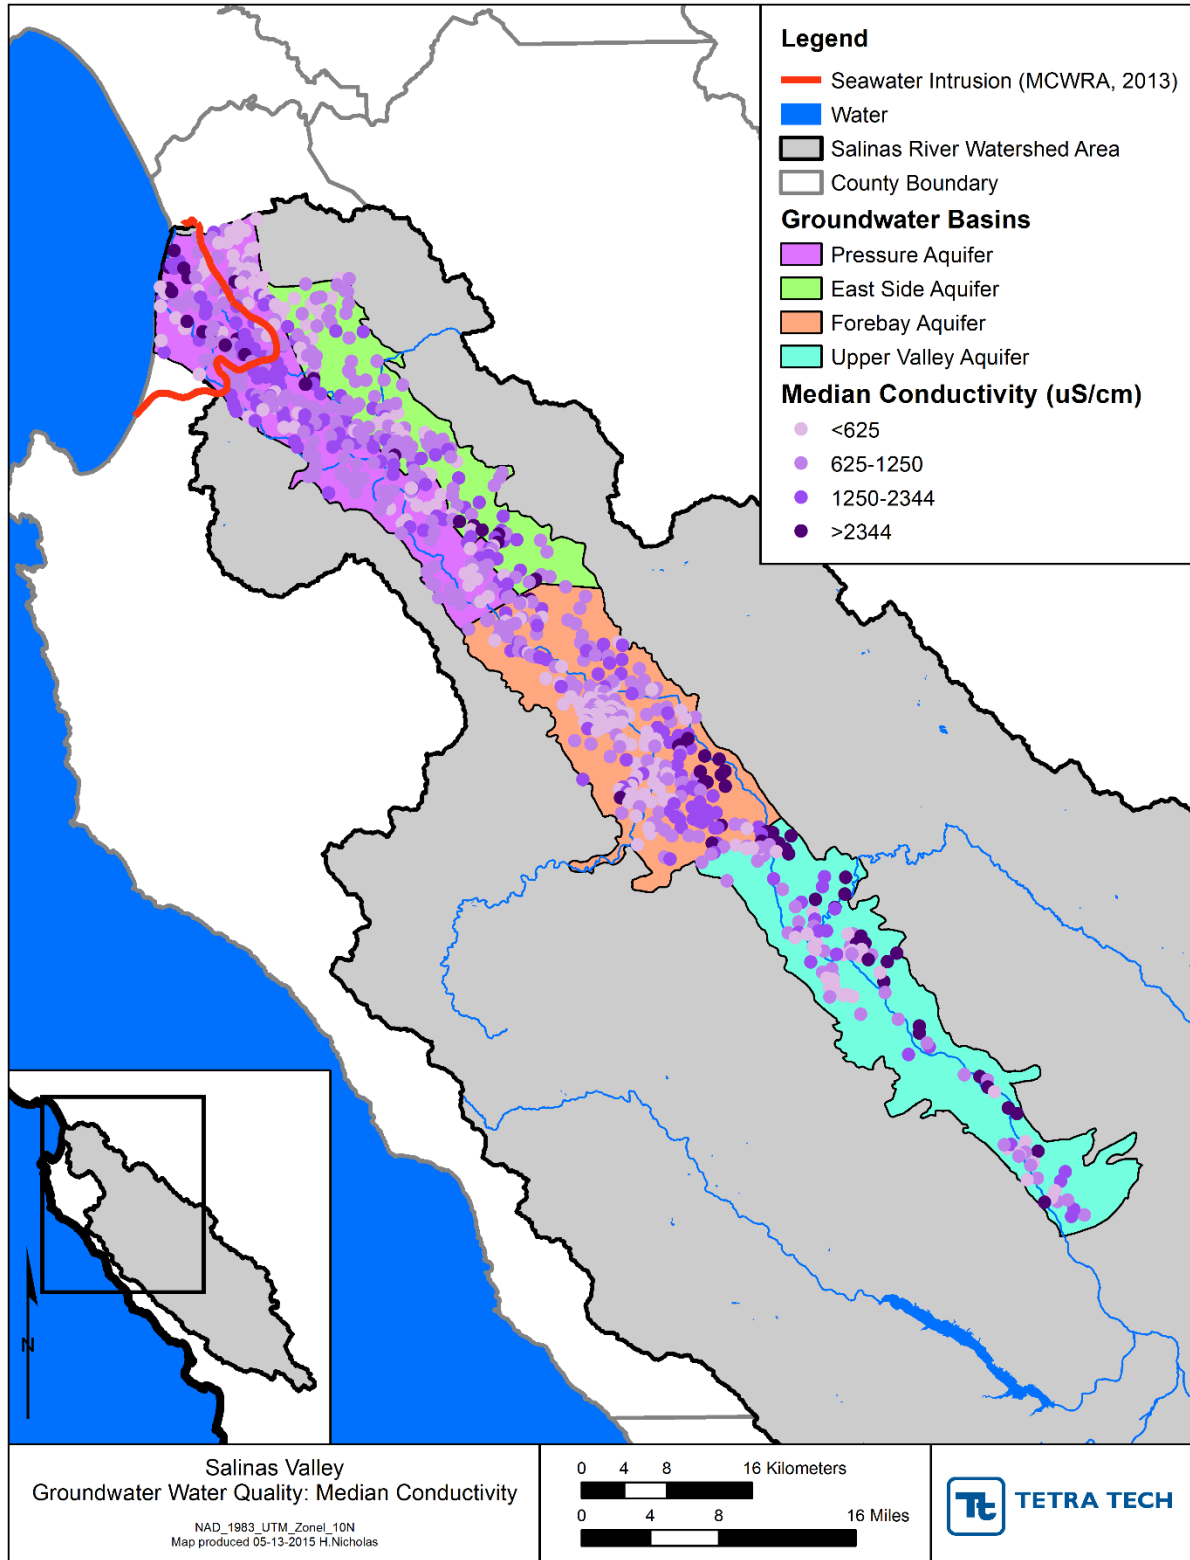 Legend
Seawater Intrusion (MCWRA, 2013)
Water
Salinas River Watershed Area
County Boundary
Groundwater Basins
Pressure Aquifer
East Side Aquifer
Forebay Aquifer
Upper Valley Aquifer
Median Conductivity (uS/cm)
<625
625-1250
1250-2344
>2344
N
Salinas Valley
Groundwater Water Quality: Median Conductivity
NAD_1983_UTM_Zonel_10N
Map produced 05-13-2015 H.Nicholas
0 4 8 16 Kilometers
0 4 8 16 Miles
Tt TETRA TECH